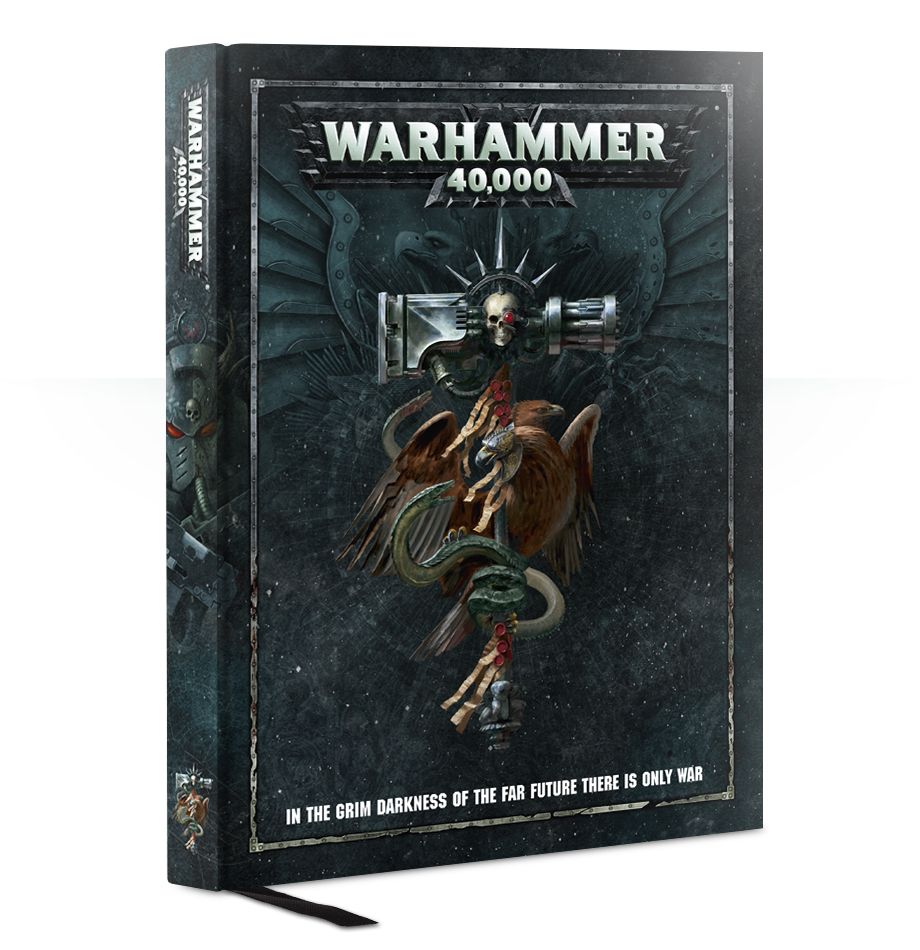 WARHAMMER
40,000
WARHAMMER
40,000
IN THE GRIM DARKNESS OF THE FAR FUTURE THERE IS ONLY WAR